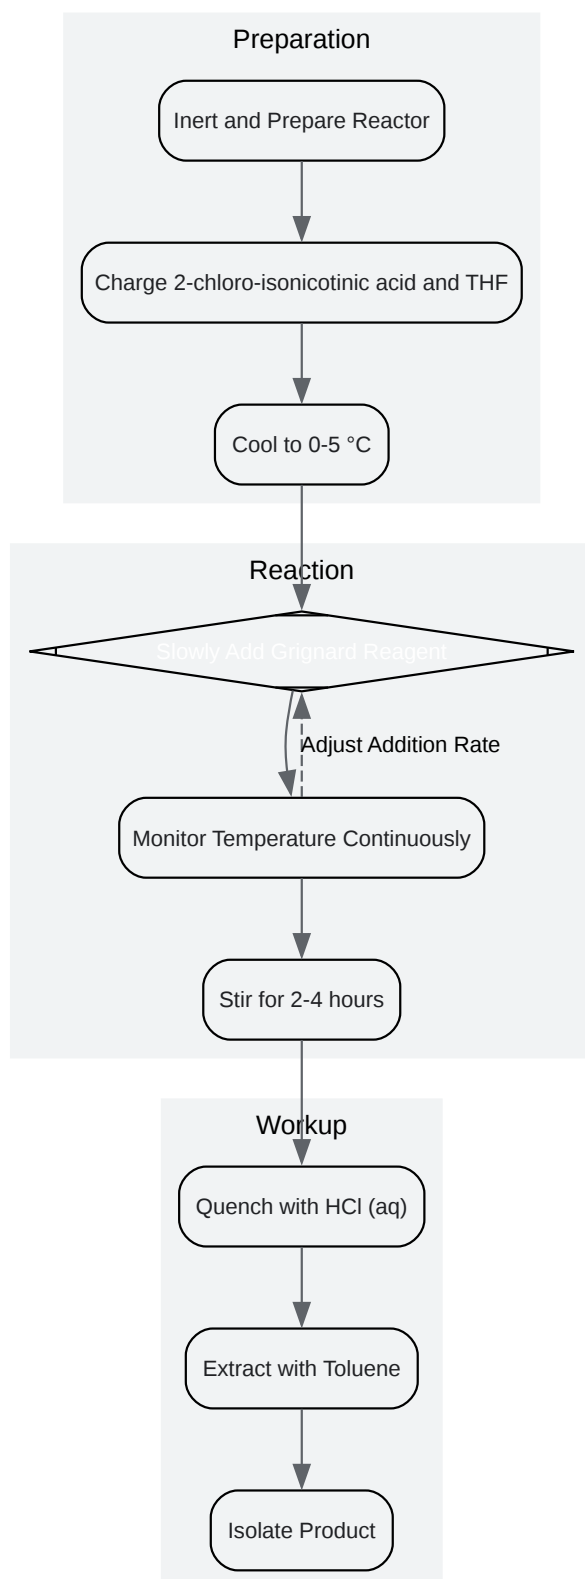 Preparation
Inert and Prepare Reactor
Charge 2-chloro-isonicotinic acid and THF
Cool to 0-5 °C
Reaction
Slowly Add Grignard Reagent
Adjust Addition Rate
Monitor Temperature Continuously
Stir for 2-4 hours
Workup
Quench with HCl (aq)
Extract with Toluene
Isolate Product